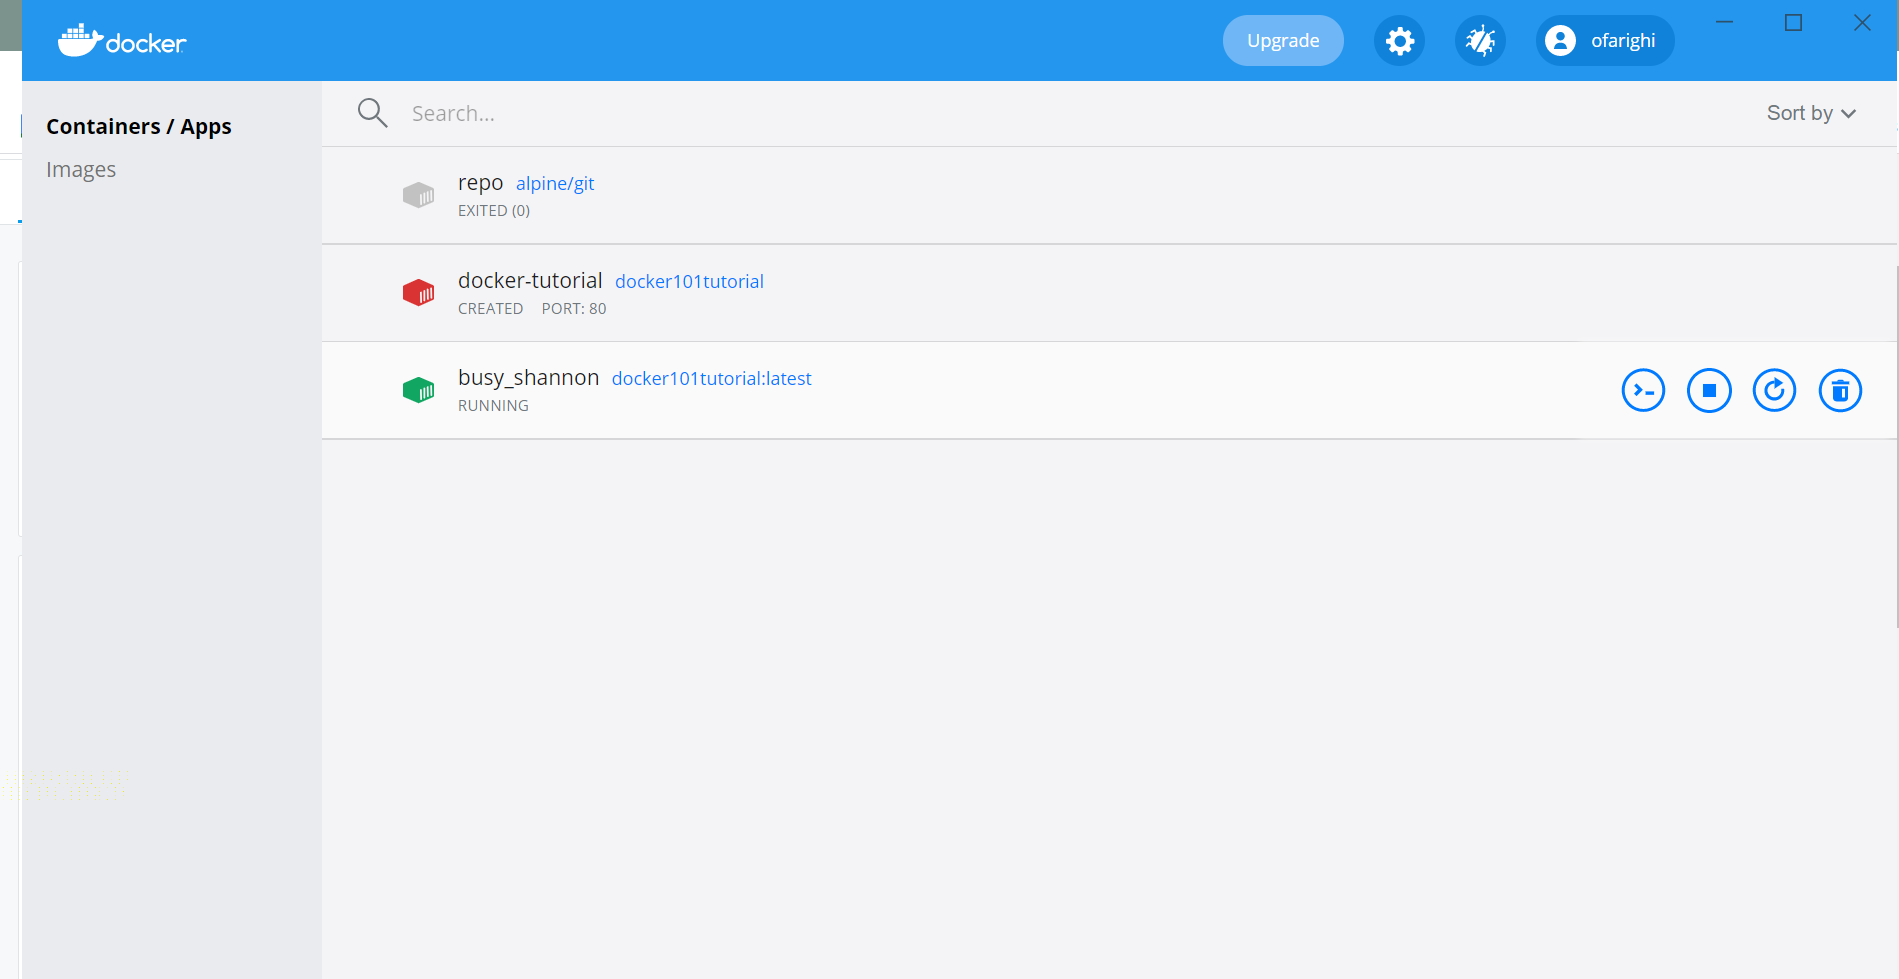 docker
Upgrade
ofarighi
Containers / Apps
Images
Search...
Sort by
repo alpine/git
EXITED (0)
docker-tutorial docker101tutorial
CREATED PORT: 80
busy_shannon docker101tutorial:latest
RUNNING